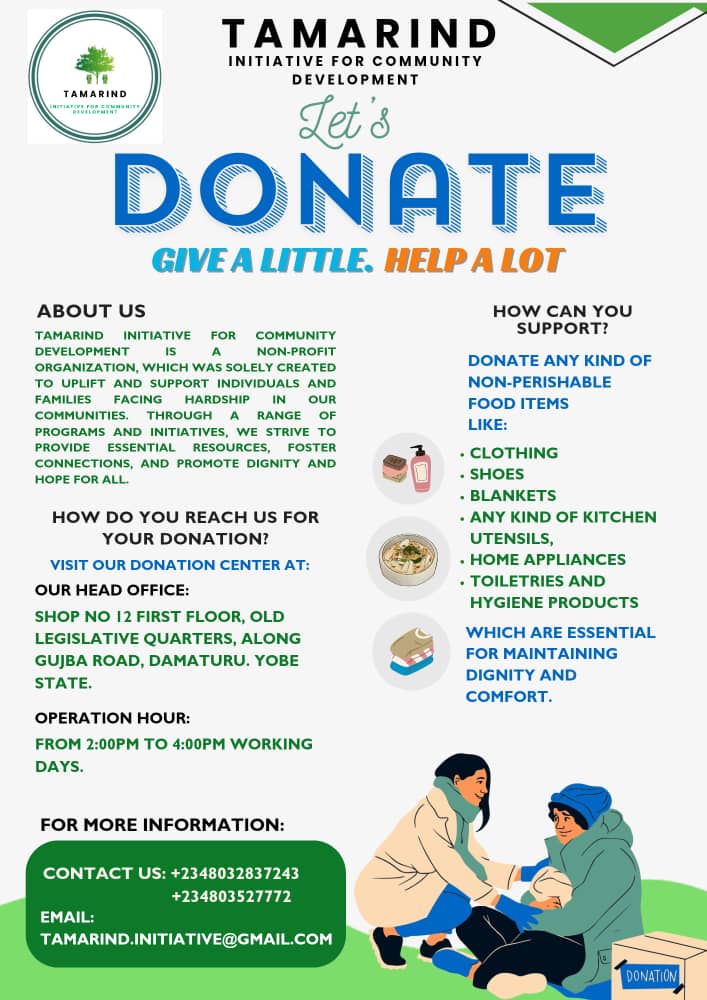 TAMARIND
INITIATIVE FOR COMMUNITY
DEVELOPMENT
TAMARIND
INITIATIVE FOR COMMUNITY
DEVELOPMENT
Let's
DONATE
GIVE A LITTLE. HELP A LOT
ABOUT US
TAMARIND INITIATIVE FOR COMMUNITY
DEVELOPMENT IS A NON-PROFIT
ORGANIZATION, WHICH WAS SOLELY CREATED
TO UPLIFT AND SUPPORT INDIVIDUALS AND
FAMILIES FACING HARDSHIP IN OUR
COMMUNITIES. THROUGH A RANGE OF
PROGRAMS AND INITIATIVES, WE STRIVE TO
PROVIDE ESSENTIAL RESOURCES, FOSTER
CONNECTIONS, AND PROMOTE DIGNITY AND
HOPE FOR ALL.
HOW DO YOU REACH US FOR
YOUR DONATION?
VISIT OUR DONATION CENTER AT:
OUR HEAD OFFICE:
SHOP NO 12 FIRST FLOOR, OLD
LEGISLATIVE QUARTERS, ALONG
GUJBA ROAD, DAMATURU. YOBE
STATE.
OPERATION HOUR:
FROM 2:00PM TO 4:00PM WORKING
DAYS.
FOR MORE INFORMATION:
CONTACT US: +2348032837243
+234803527772
EMAIL:
TAMARIND.INITIATIVE@GMAIL.COM
HOW CAN YOU
SUPPORT?
DONATE ANY KIND OF
NON-PERISHABLE
FOOD ITEMS
LIKE:
• CLOTHING
• SHOES
• BLANKETS
• ANY KIND OF KITCHEN
UTENSILS,
• HOME APPLIANCES
• TOILETRIES AND
HYGIENE PRODUCTS
WHICH ARE ESSENTIAL
FOR MAINTAINING
DIGNITY AND
COMFORT.
DONATION